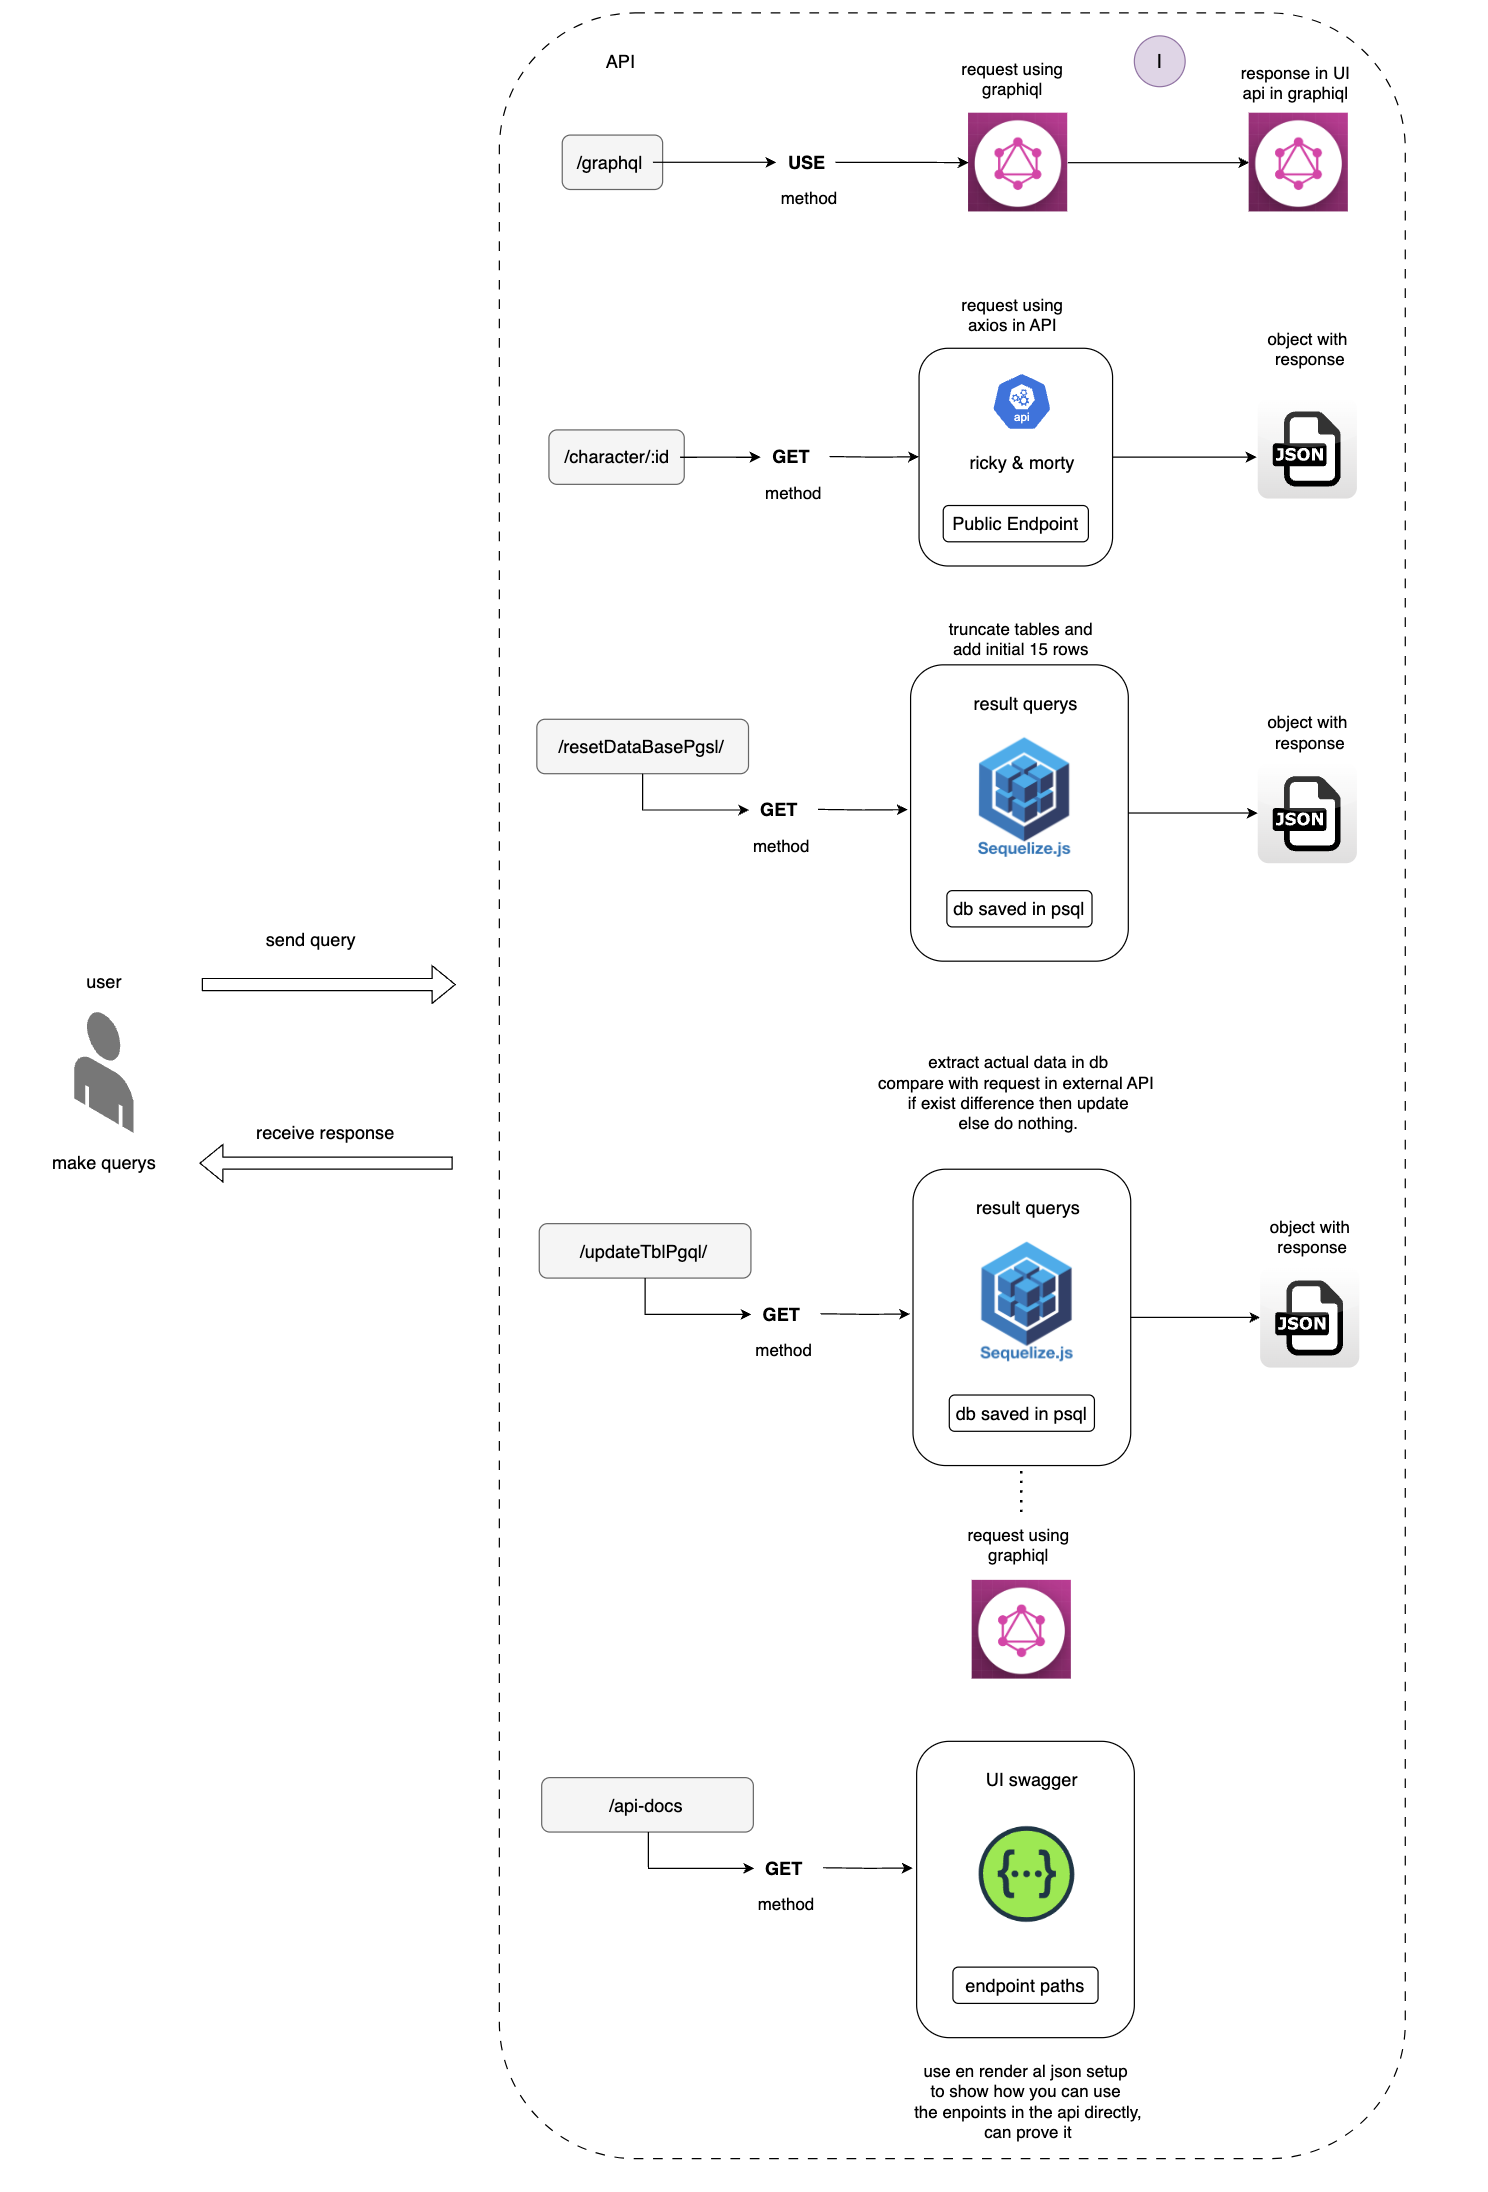 API
I
request using
graphiql
response in UI
api in graphiql
/graphql
USE
method
request using
axios in API
object with
response
api
/character/:id
GET
method
ricky & morty
JSON
Public Endpoint
truncate tables and
add initial 15 rows
result querys
object with
response
/resetDataBasePgsl/
GET
method
Sequelize.js
JSON
db saved in psql
send query
user
receive response
make querys
extract actual data in db
compare with request in external API
if exist difference then update
else do nothing.
result querys
object with
response
/updateTblPgql/
GET
method
Sequelize.js
JSON
db saved in psql
request using
graphiql
UI swagger
/api-docs
GET
method
{...}
endpoint paths
use en render al json setup
to show how you can use
the enpoints in the api directly,
can prove it